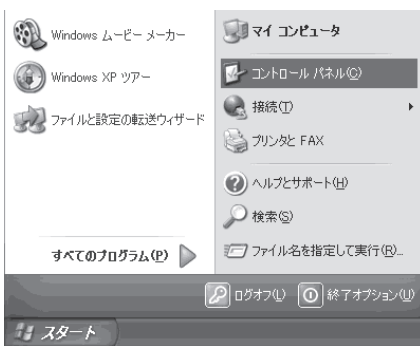 Windows ムービー メーカー
Windows XP ツアー
ファイルと設定の転送ウィザード
すべてのプログラム(P)
マイ コンピュータ
コントロール パネル(C)
接続(T)
プリンタと FAX
ヘルプとサポート(H)
検索(S)
ファイル名を指定して実行(R)...
ログオフ(L)
終了オプション(U)
スタート